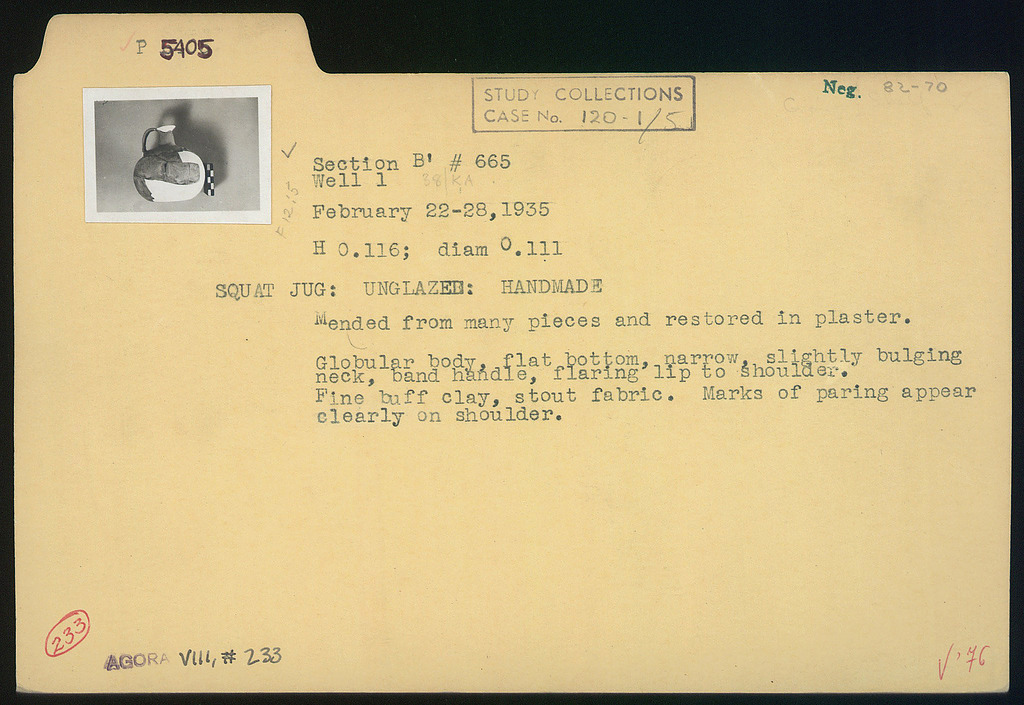 P 5405
STUDY COLLECTIONS
CASE No. 120-1/5
Neg. 82-70
Section B' # 665
Well 1 38/KA
February 22-28,1935
H 0.116; diam 0.111
SQUAT JUG: UNGLAZED: HANDMADE
Mended from many pieces and restored in plaster.
Globular body, flat bottom, narrow, slightly bulging
neck, band handle, flaring lip to shoulder.
Fine buff clay, stout fabric. Marks of paring appear
clearly on shoulder.
233
AGORA VIII, # 233
√'76